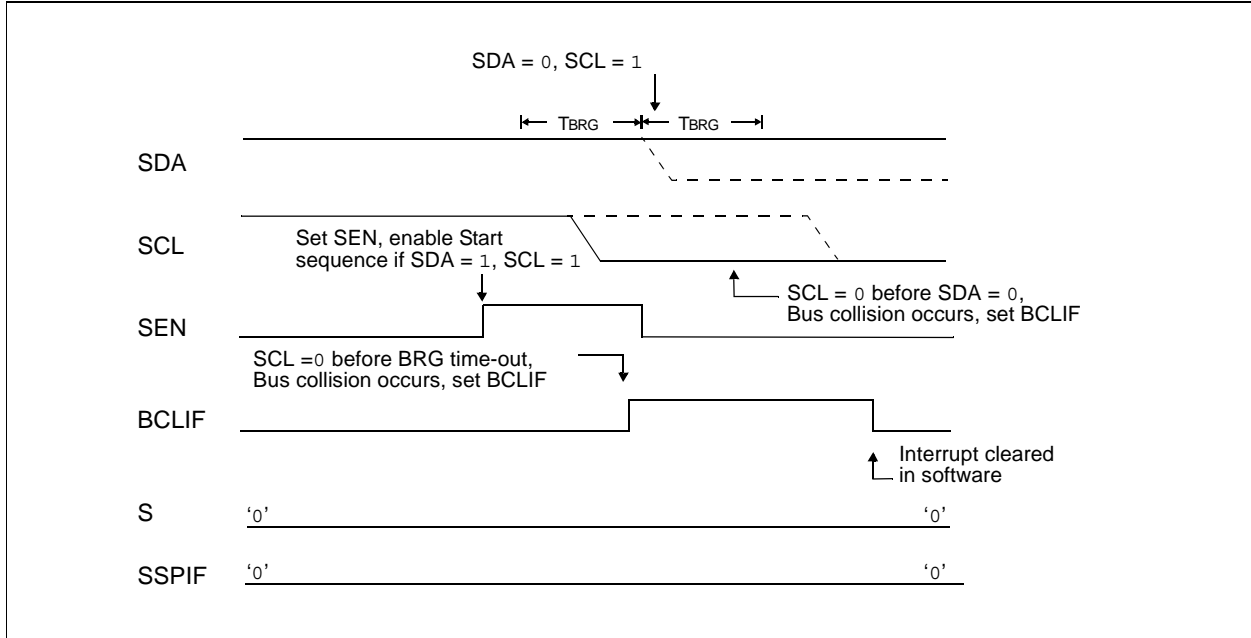 SDA = 0, SCL = 1
TBRG TBRG
SDA
SCL
Set SEN, enable Start
sequence if SDA = 1, SCL = 1
SCL = 0 before SDA = 0,
Bus collision occurs, set BCLIF
SEN
SCL =0 before BRG time-out,
Bus collision occurs, set BCLIF
BCLIF
Interrupt cleared
in software
S ‘0’ ‘0’
SSPIF ‘0’ ‘0’